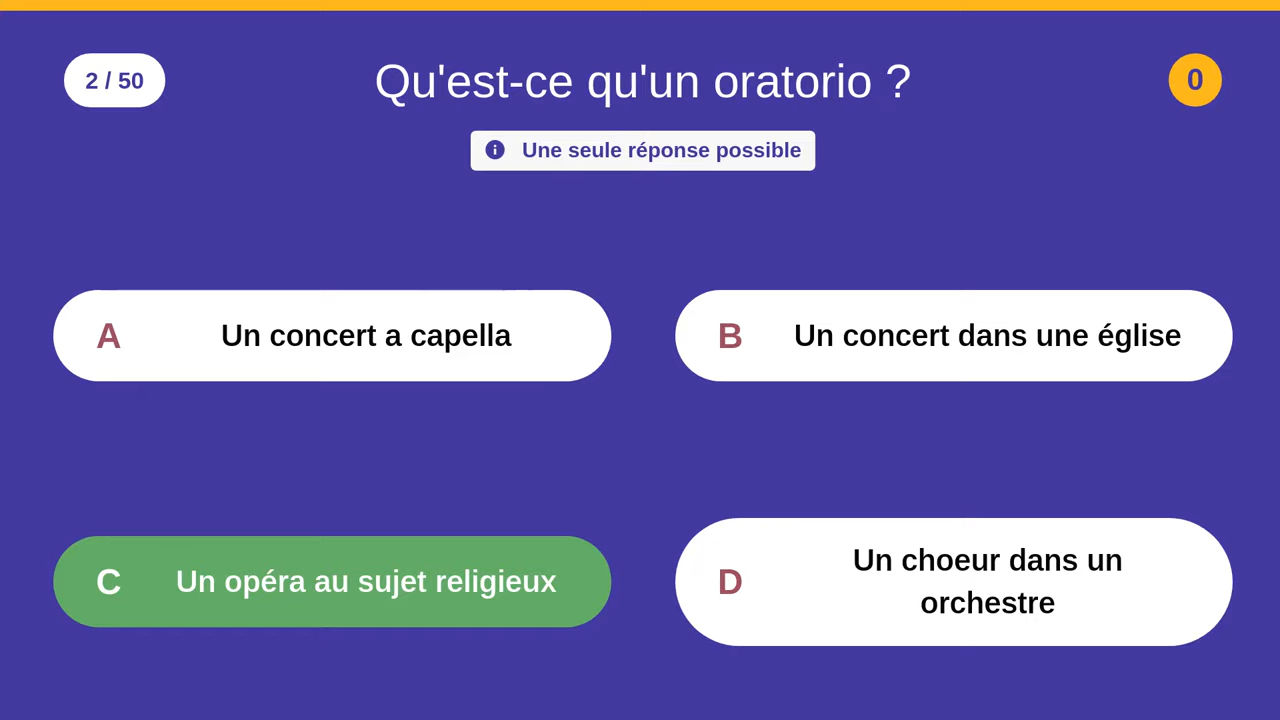 2 / 50
Qu'est-ce qu'un oratorio ?
0
Une seule réponse possible
A
Un concert a capella
B
Un concert dans une église
C
Un opéra au sujet religieux
D
Un choeur dans un
orchestre